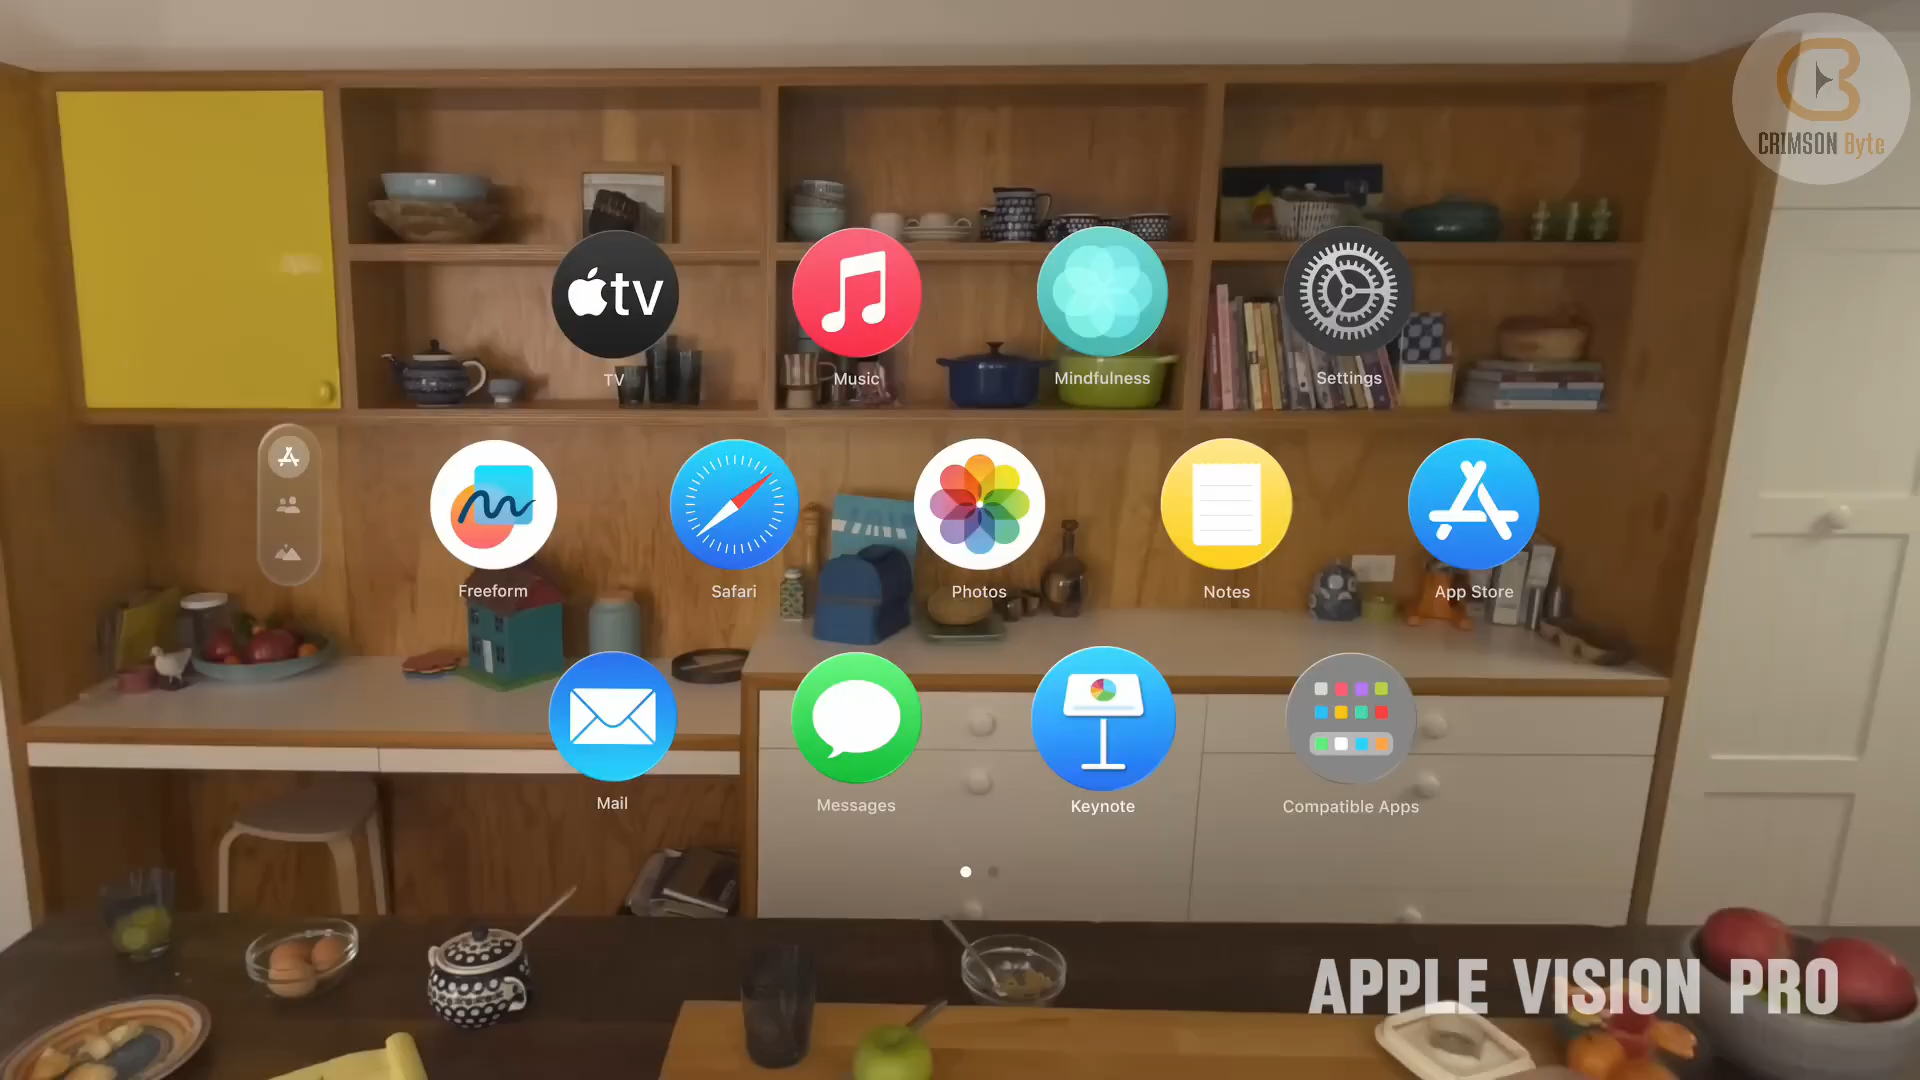 CRIMSON Byte
tv
TV
Music
Mindfulness
Settings
Freeform
Safari
Photos
Notes
App Store
Mail
Messages
Keynote
Compatible Apps
APPLE VISION PRO